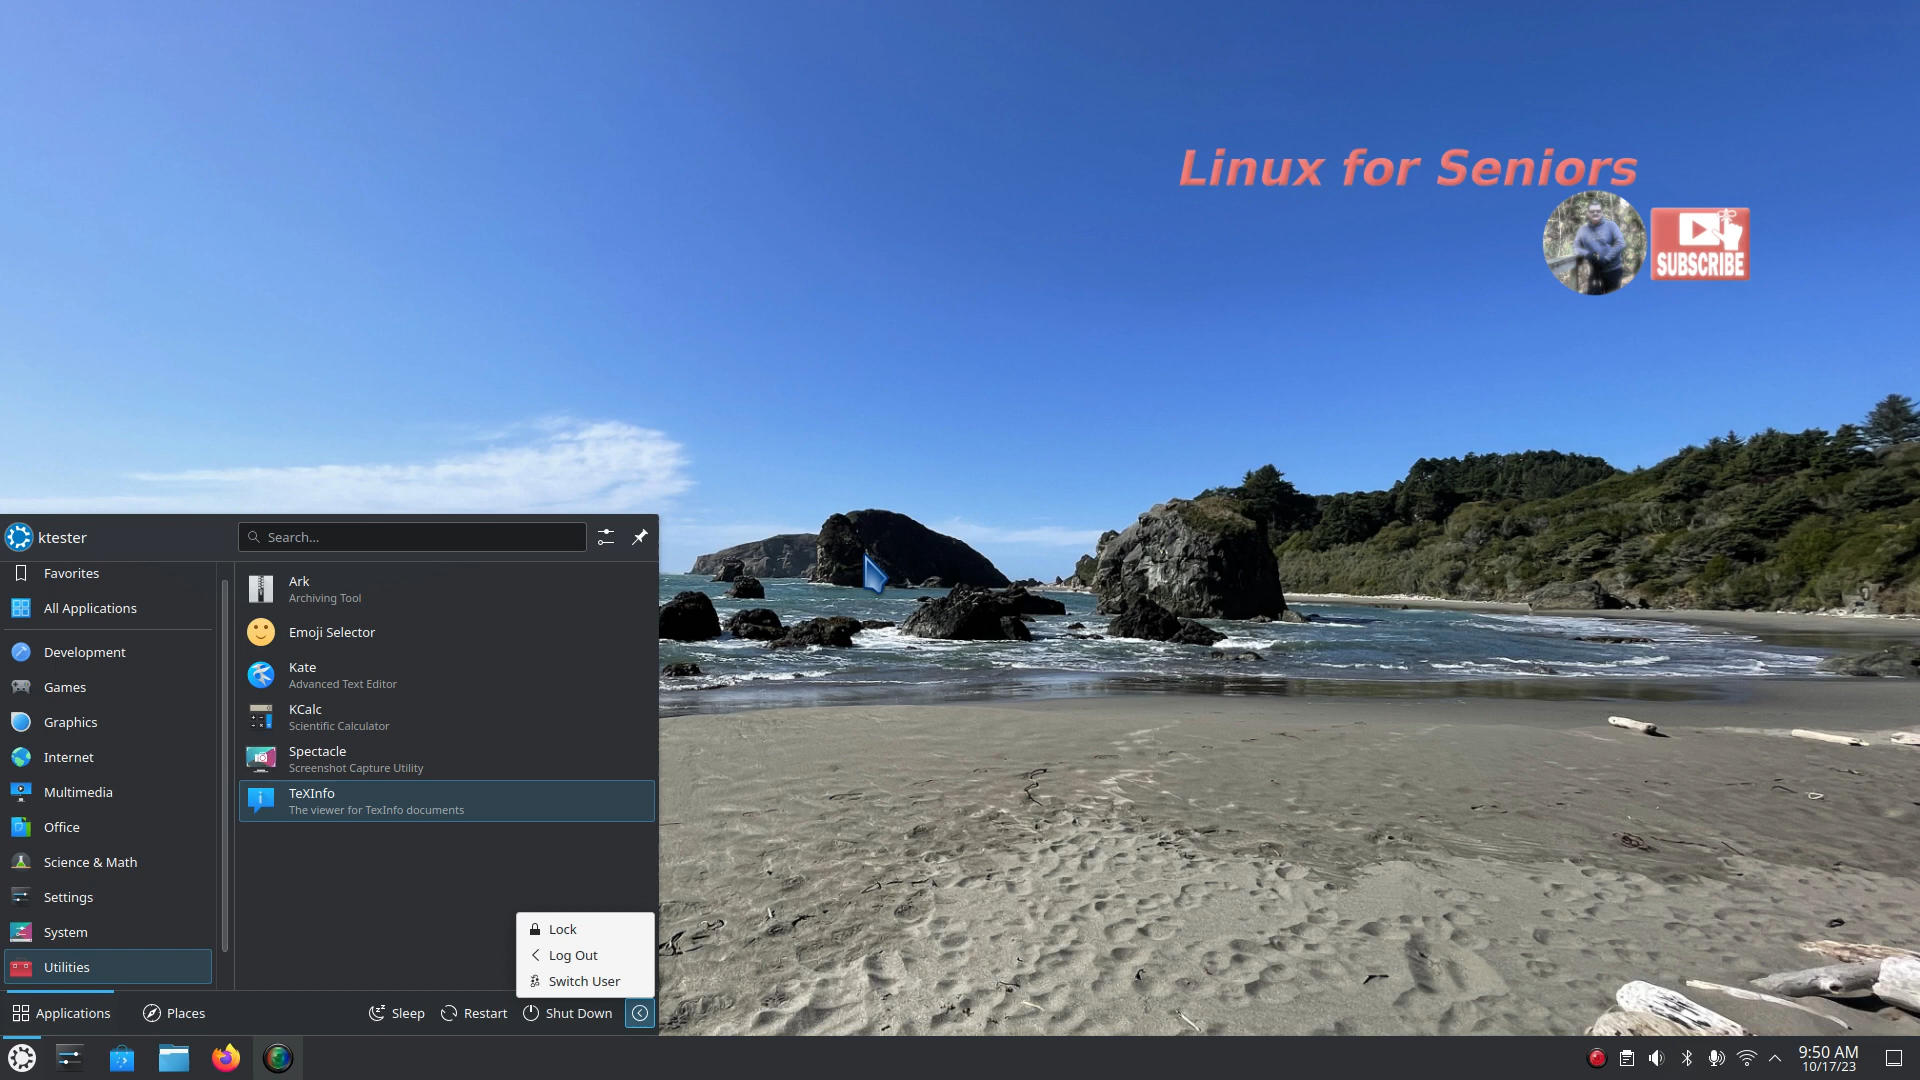 Linux for Seniors
SUBSCRIBE
ktester
Search...
Favorites
All Applications
Development
Games
Graphics
Internet
Multimedia
Office
Science & Math
Settings
System
Utilities
Ark
Archiving Tool
Emoji Selector
Kate
Advanced Text Editor
KCalc
Scientific Calculator
Spectacle
Screenshot Capture Utility
TeXInfo
The viewer for TexInfo documents
Lock
Log Out
Switch User
Applications
Places
Sleep
Restart
Shut Down
9:50 AM
10/17/23